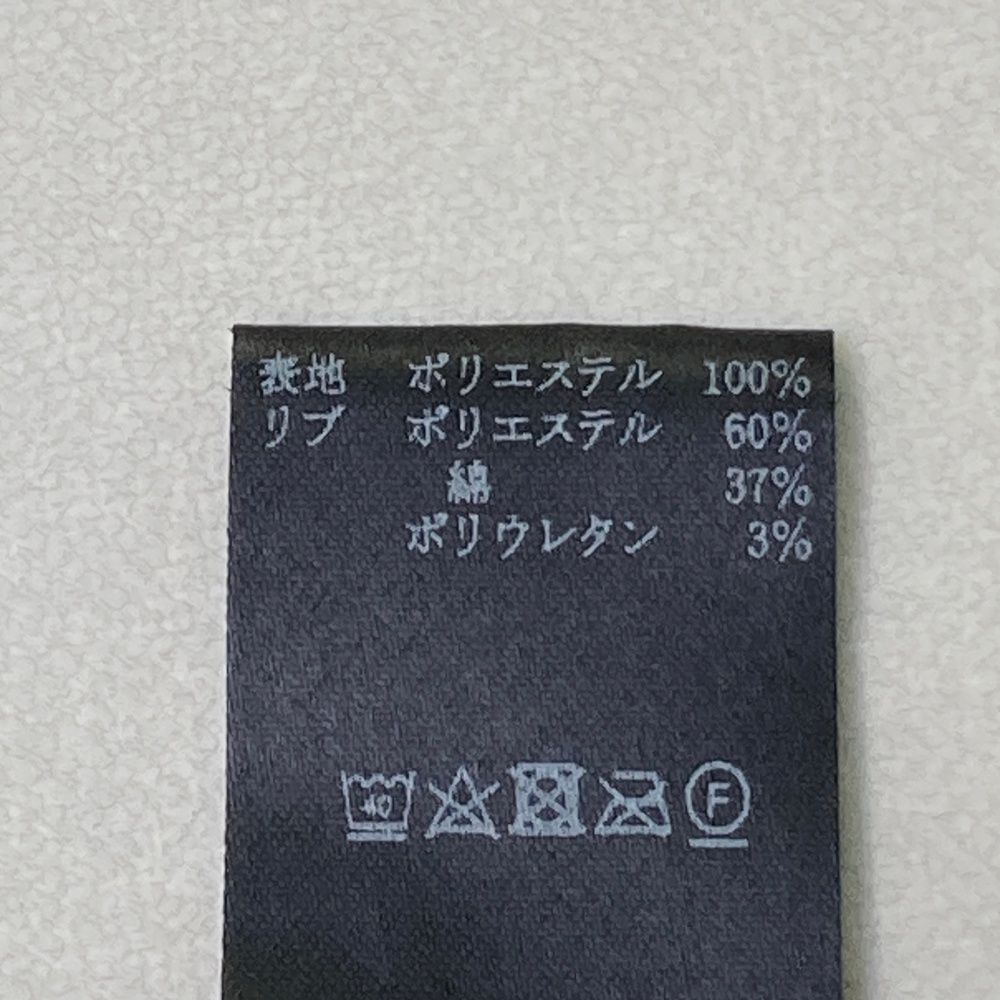 表地 ポリエステル 100%
リブ ポリエステル 60%
綿 37%
ポリウレタン 3%
40 F